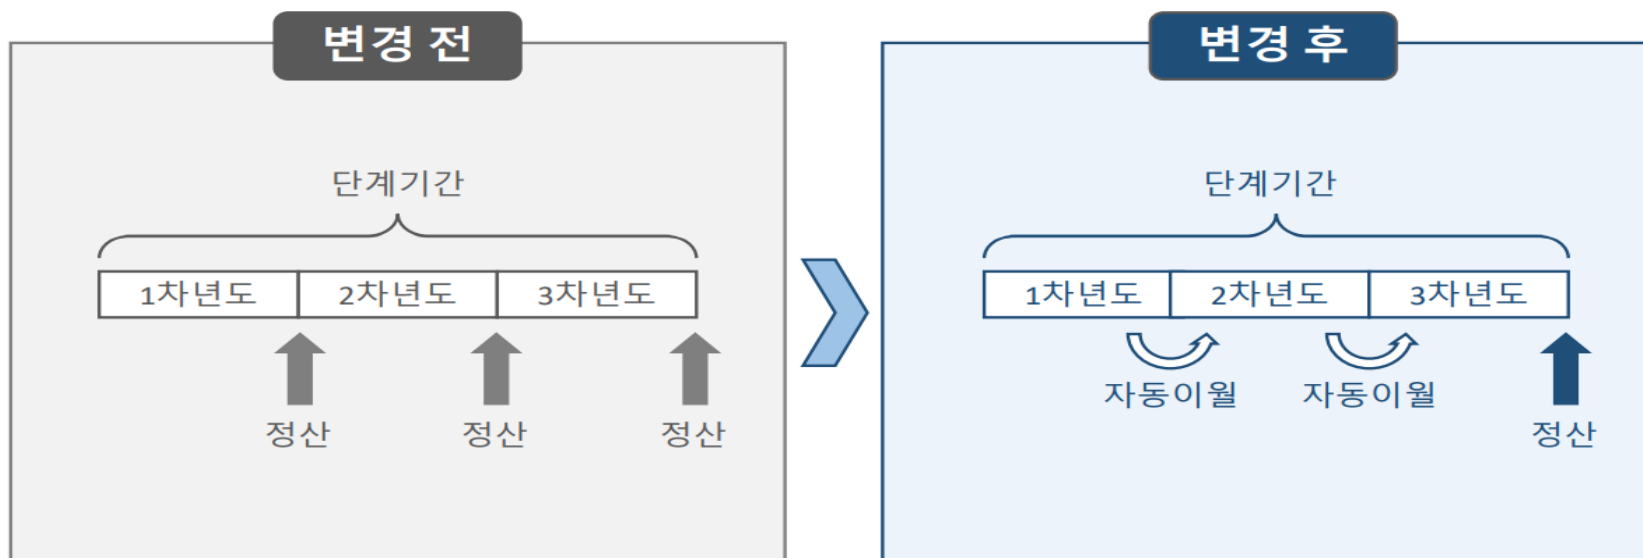 변경 전
단계기간
1차년도 2차년도 3차년도
정산 정산 정산
변경 후
단계기간
1차년도 2차년도 3차년도
자동이월 자동이월
정산